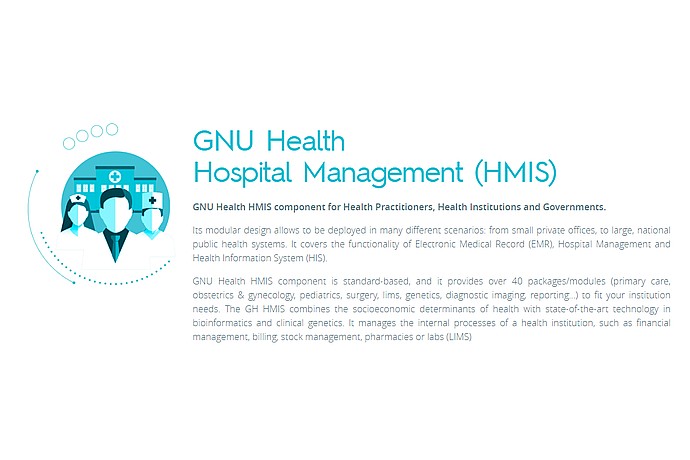 GNU Health
Hospital Management (HMIS)
GNU Health HMIS component for Health Practitioners, Health Institutions and Governments.
Its modular design allows to be deployed in many different scenarios: from small private offices, to large, national
public health systems. It covers the functionality of Electronic Medical Record (EMR), Hospital Management and
Health Information System (HIS).
GNU Health HMIS component is standard-based, and it provides over 40 packages/modules (primary care,
obstetrics & gynecology, pediatrics, surgery, lims, genetics, diagnostic imaging, reporting...) to fit your institution
needs. The GH HMIS combines the socioeconomic determinants of health with state-of-the-art technology in
bioinformatics and clinical genetics. It manages the internal processes of a health institution, such as financial
management, billing, stock management, pharmacies or labs (LIMS)